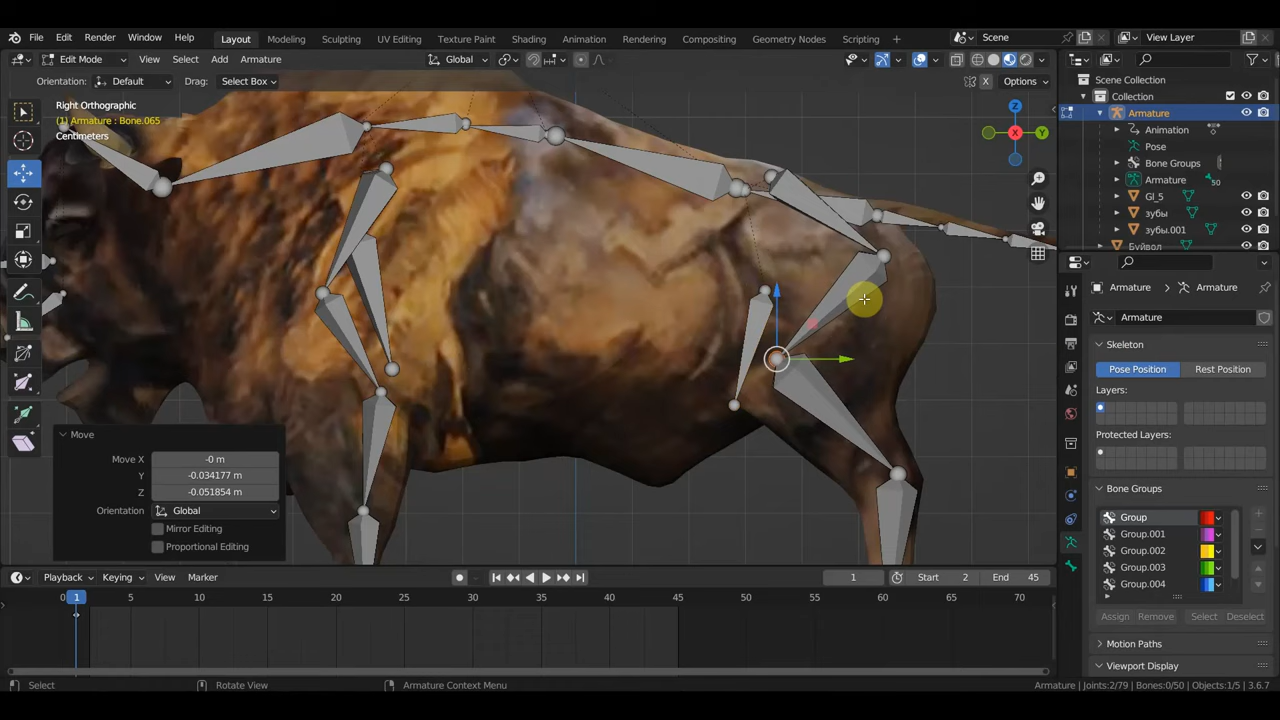 File Edit Render Window Help Layout Modeling Sculpting UV Editing Texture Paint Shading Animation Rendering Compositing Geometry Nodes Scripting + Scene View Layer
Edit Mode View Select Add Armature Global
Orientation: Default Drag: Select Box X Options
Right Orthographic
(1) Armature : Bone.065
Centimeters
Z
X
Y
Scene Collection
Collection
Armature
Animation
Pose
Bone Groups
Armature 50
Gl_5
зубы
зубы.001
Буйвол
Armature > Armature
Armature
Skeleton
Pose Position Rest Position
Layers:
Protected Layers:
Bone Groups
Group
Group.001
Group.002
Group.003
Group.004
Assign Remove Select Deselect
Motion Paths
Viewport Display
Move
Move X -0 m
Y -0.034177 m
Z -0.051854 m
Orientation Global
Mirror Editing
Proportional Editing
Playback Keying View Marker 1 Start 2 End 45
0 1 5 10 15 20 25 30 35 40 45 50 55 60 65 70
Select Rotate View Armature Context Menu Armature | Joints:2/79 | Bones:0/50 | Objects:1/5 | 3.6.7